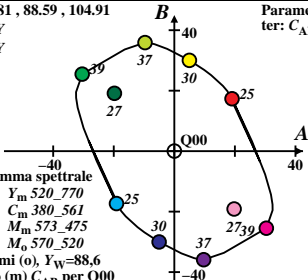 81 , 88.59 , 104.91
Parame
ter: C
B
40
37
39
30
27
25
A
Q00
−40
40
25
27
39
30
37
−40
mma spettrale
Ym 520_770
Cm 380_561
Mm 573_475
Mo 570_520
mi (o), YW=88,6
per Q00